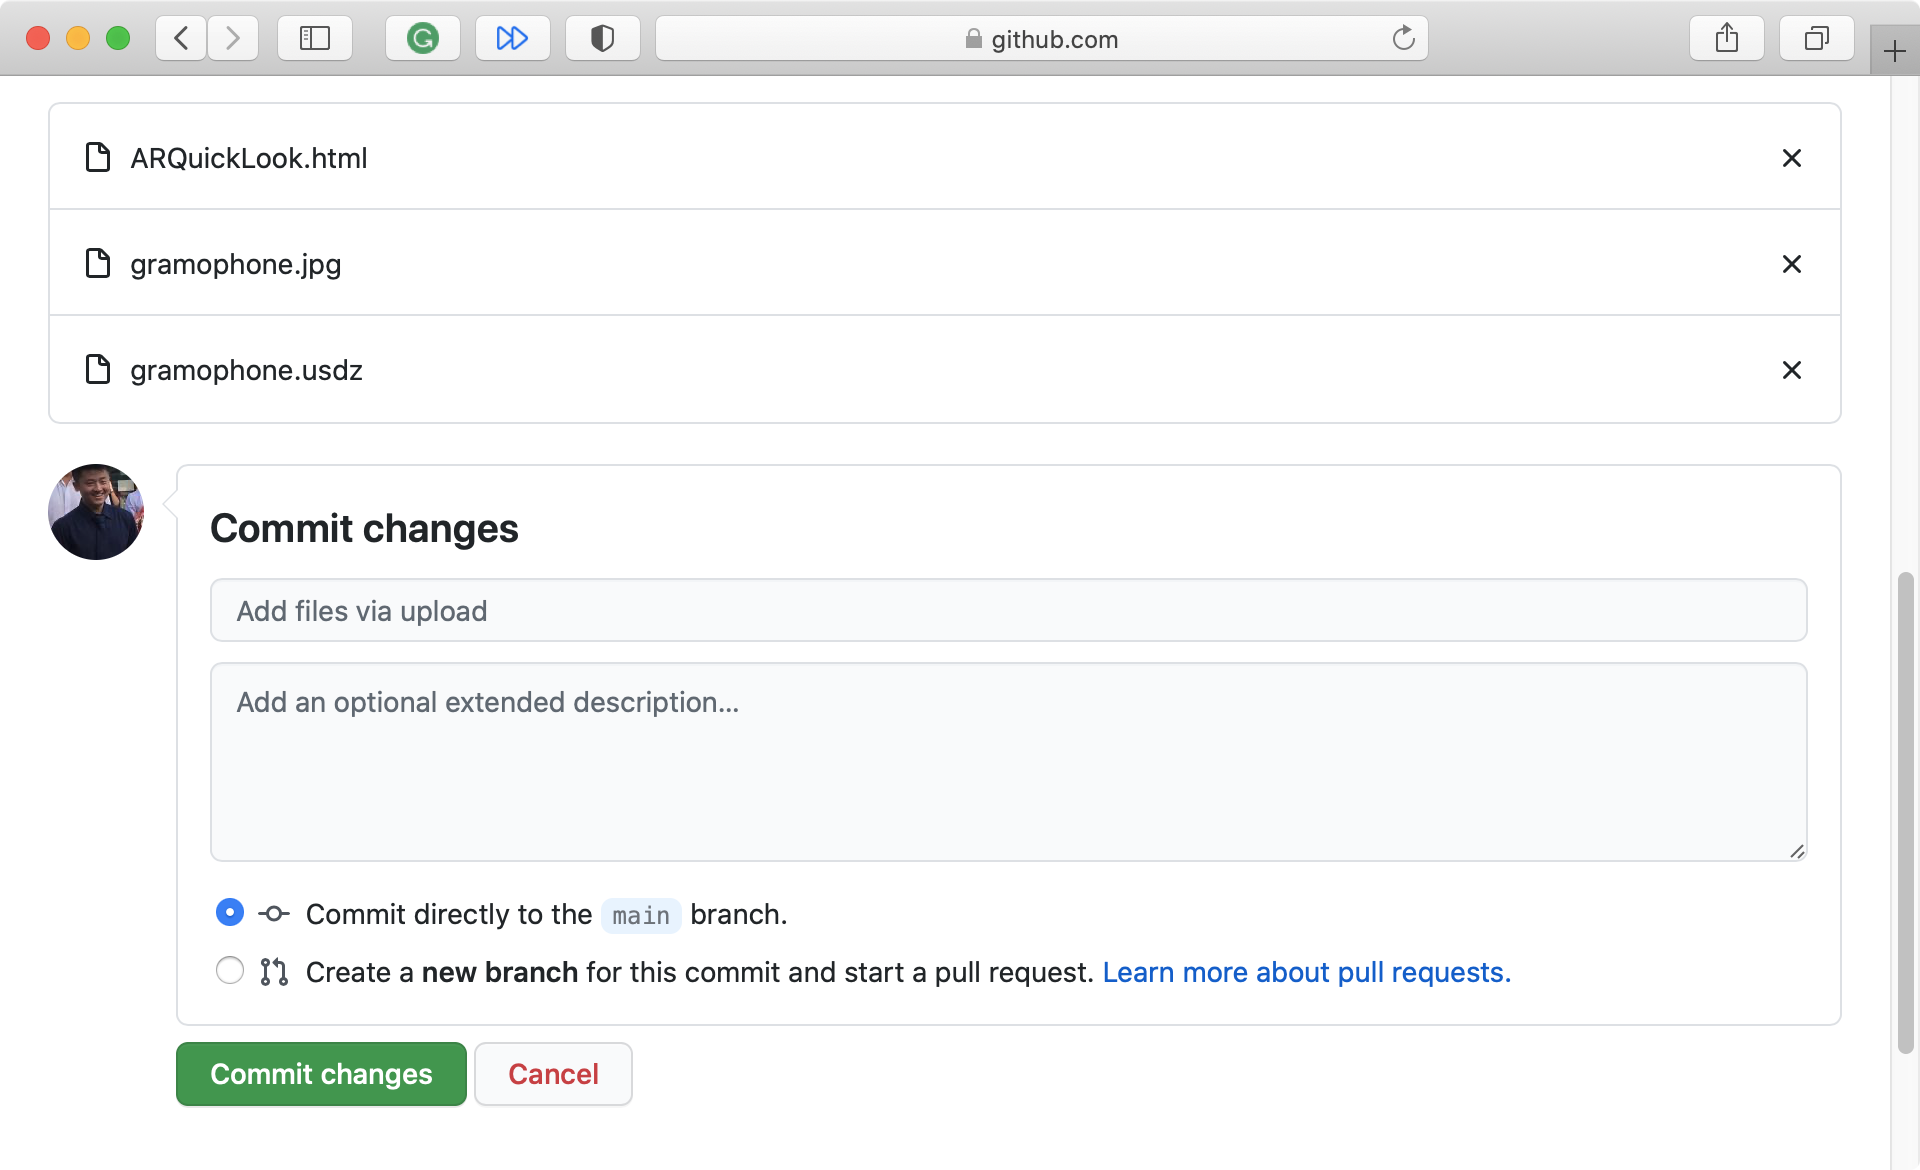 github.com
ARQuickLook.html
gramophone.jpg
gramophone.usdz
Commit changes
Add files via upload
Add an optional extended description...
Commit directly to the main branch.
Create a new branch for this commit and start a pull request. Learn more about pull requests.
Commit changes Cancel